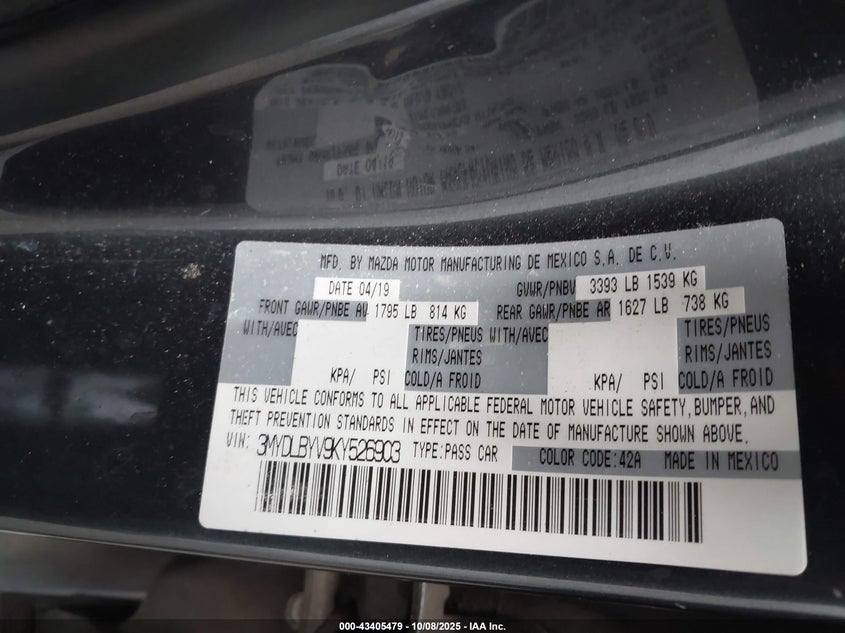 MFD. BY MAZDA MOTOR MANUFACTURING DE MEXICO S.A. DE C.V.
DATE 04/19 GVWR/PNBV 3393 LB 1539 KG
FRONT GAWR/PNBE AV 1795 LB 814 KG REAR GAWR/PNBE AR 1627 LB 738 KG
WITH/AVEC TIRES/PNEUS WITH/AVEC TIRES/PNEUS
RIMS/JANTES RIMS/JANTES
KPA/ PSI COLD/A FROID KPA/ PSI COLD/A FROID
THIS VEHICLE CONFORMS TO ALL APPLICABLE FEDERAL MOTOR VEHICLE SAFETY, BUMPER, AND
THEFT PREVENTION STANDARDS IN EFFECT ON THE DATE OF MANUFACTURE SHOWN ABOVE.
VIN: 3MYDLBYV9KY526903 TYPE:PASS CAR COLOR CODE:42A MADE IN MEXICO
000-43405479 - 10/08/2025 - IAA Inc.